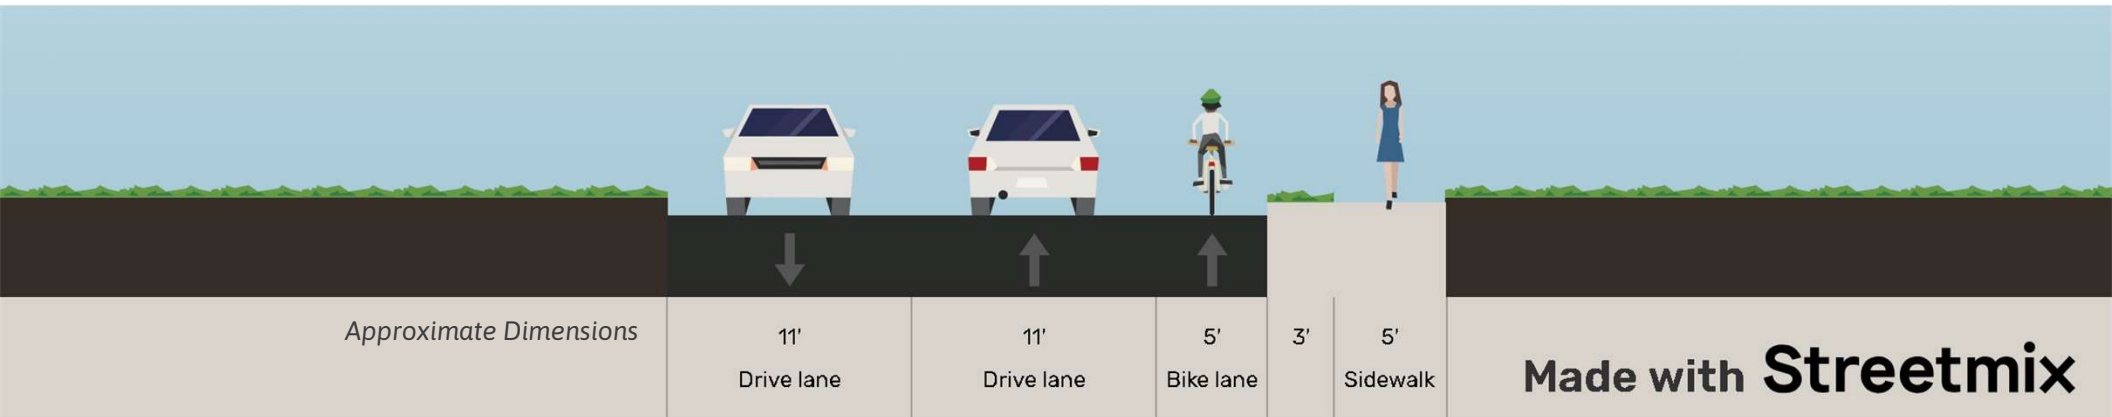 Approximate Dimensions
11'
11'
5'
3'
5'
Drive lane
Drive lane
Bike lane
Sidewalk
Made with Streetmix